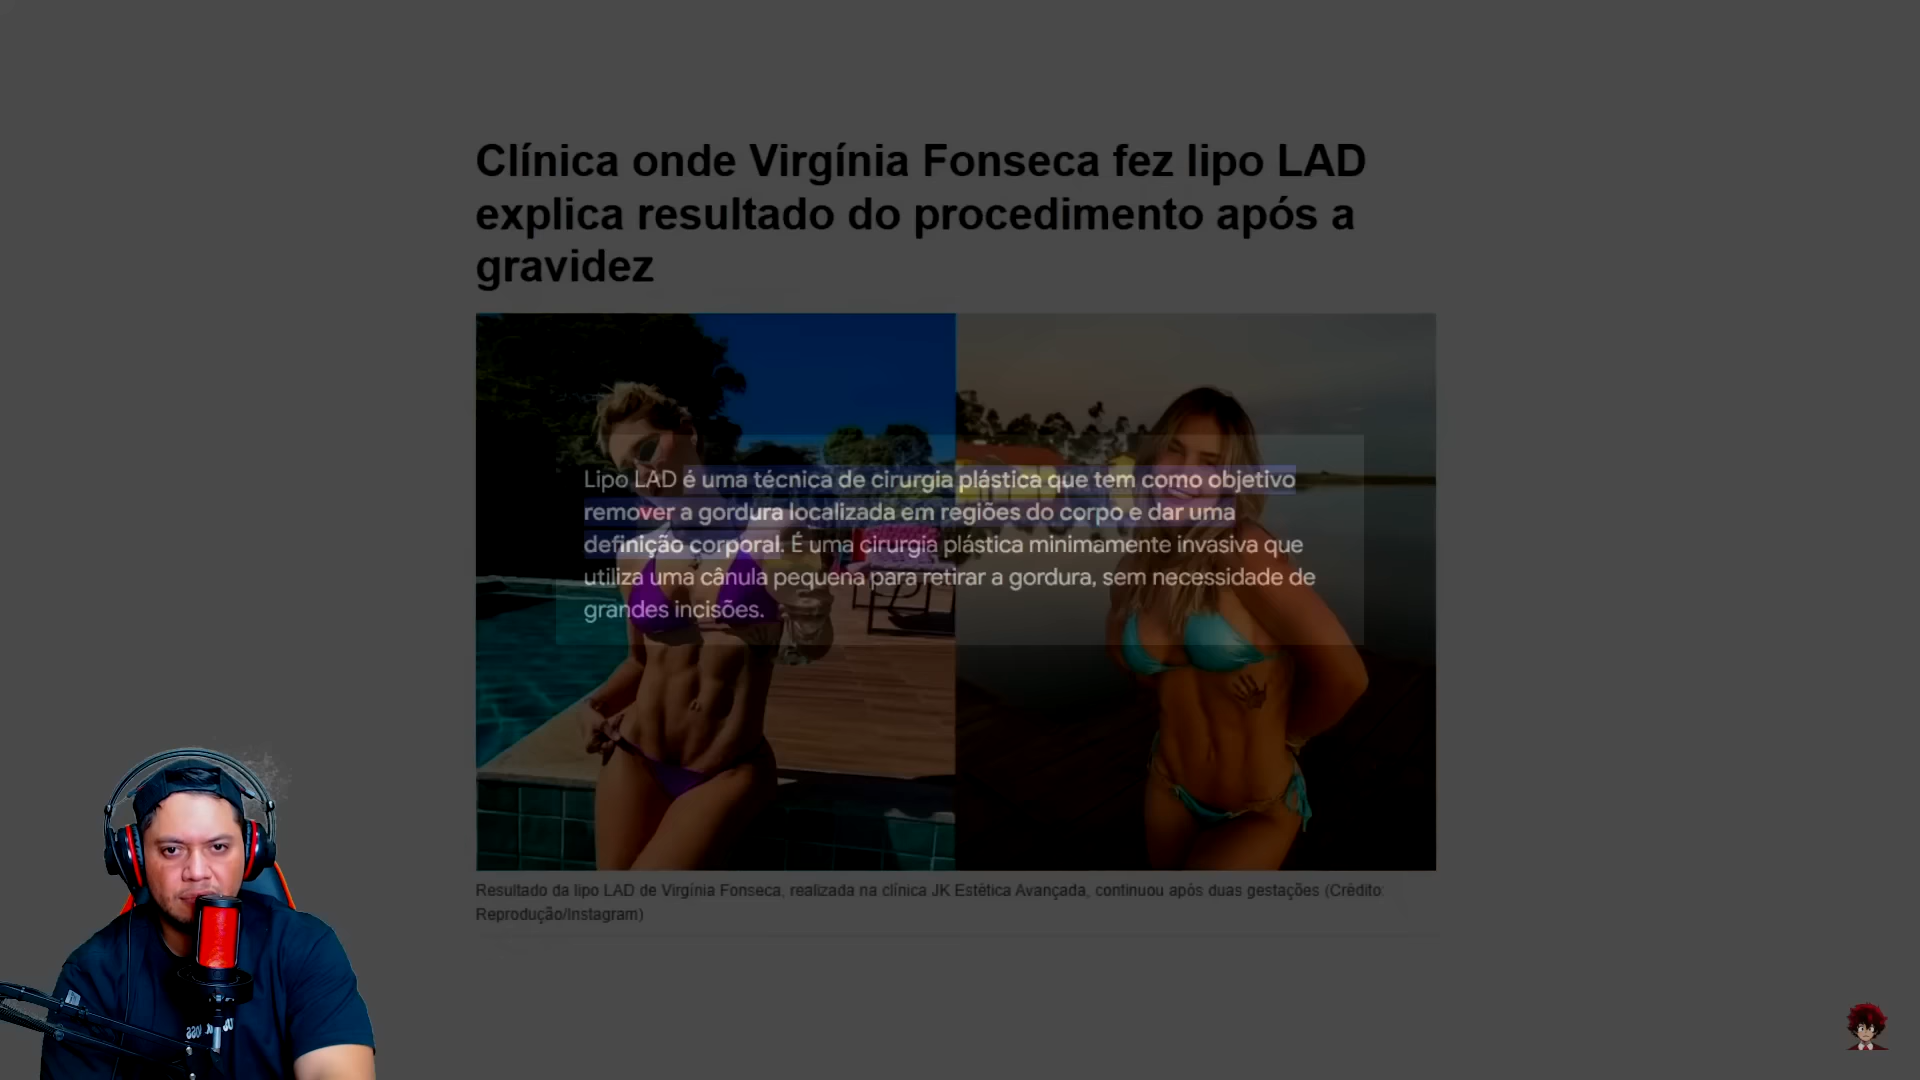 Clínica onde Virgínia Fonseca fez lipo LAD
explica resultado do procedimento após a
gravidez
Lipo LAD é uma técnica de cirurgia plástica que tem como objetivo
remover a gordura localizada em regiões do corpo e dar uma
definição corporal. É uma cirurgia plástica minimamente invasiva que
utiliza uma cânula pequena para retirar a gordura, sem necessidade de
grandes incisões.
Resultado da lipo LAD de Virgínia Fonseca, realizada na clínica JK Estética Avançada, continuou após duas gestações (Crédito:
Reprodução/Instagram)